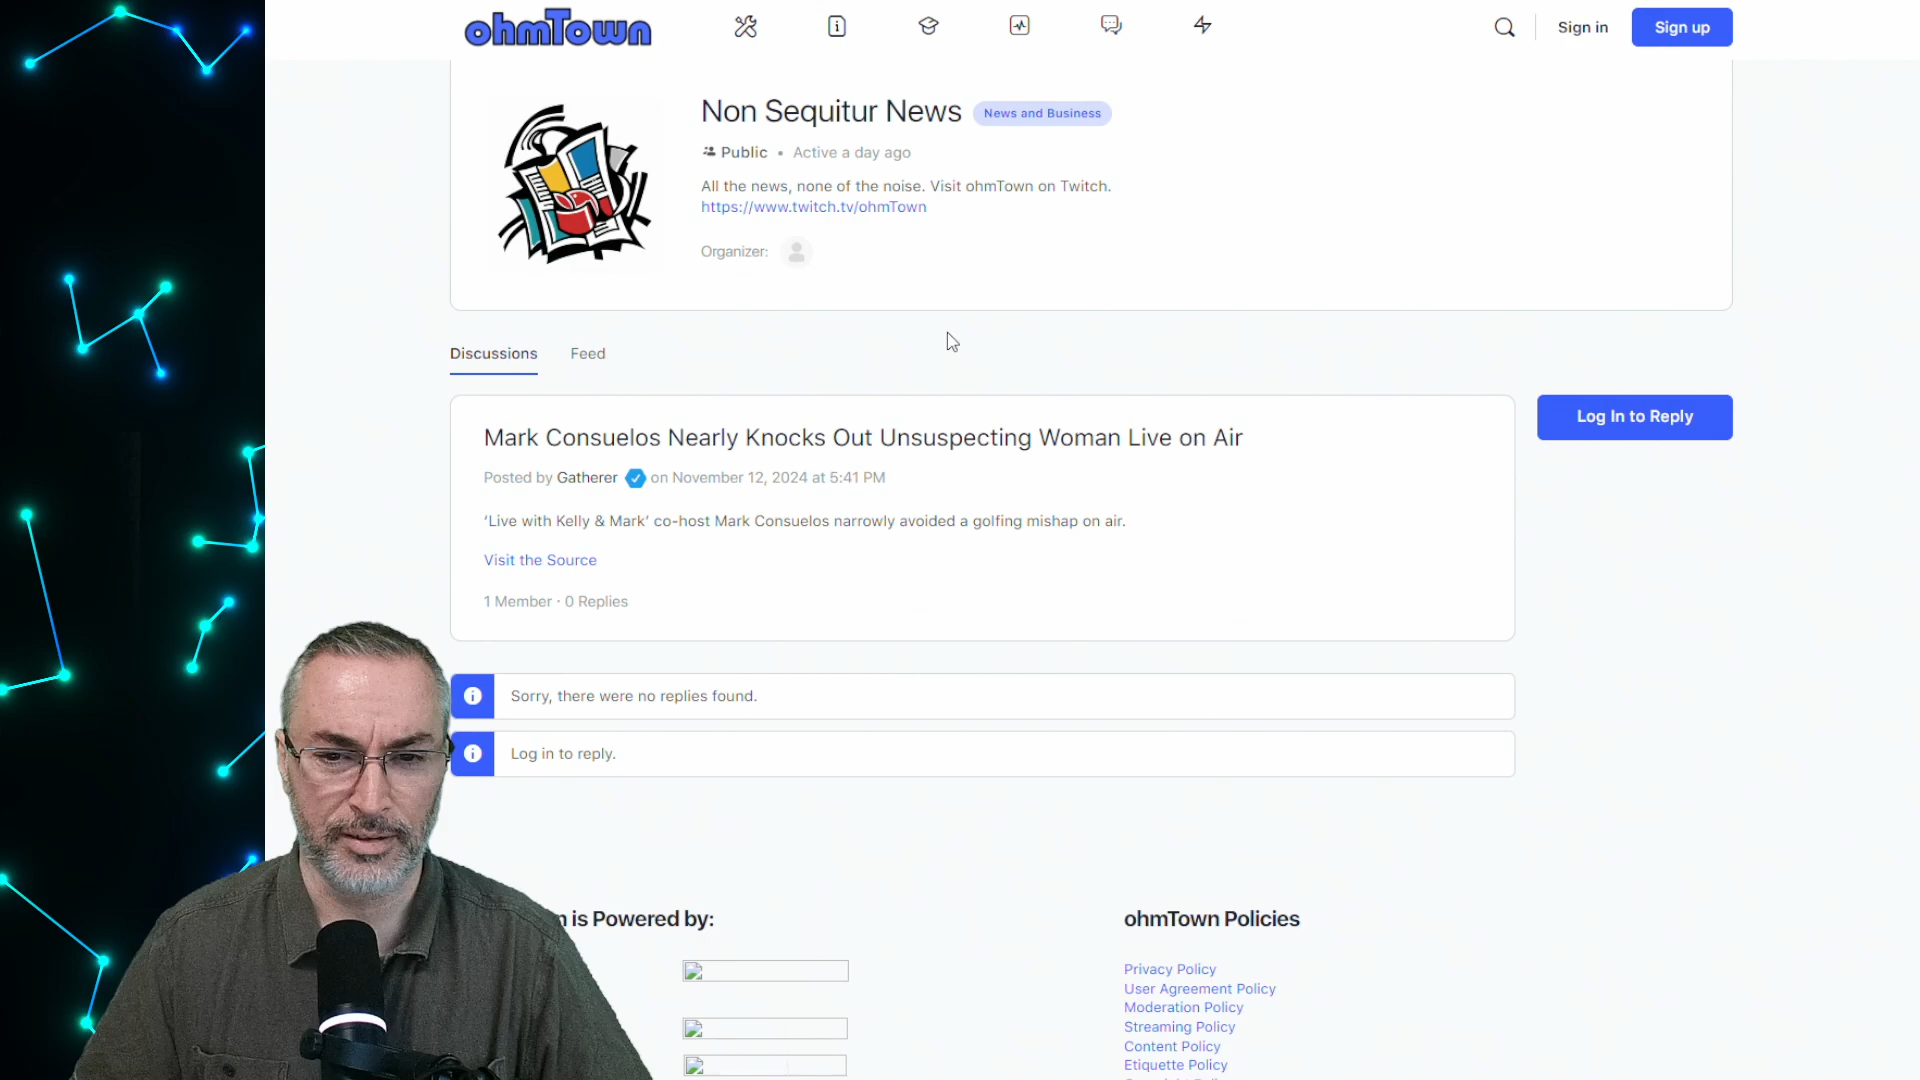 ohmTown
Sign in
Sign up
Non Sequitur News
News and Business
Public • Active a day ago
All the news, none of the noise. Visit ohmTown on Twitch.
https://www.twitch.tv/ohmTown
Organizer:
Discussions
Feed
Mark Consuelos Nearly Knocks Out Unsuspecting Woman Live on Air
Log In to Reply
Posted by Gatherer on November 12, 2024 at 5:41 PM
‘Live with Kelly & Mark’ co-host Mark Consuelos narrowly avoided a golfing mishap on air.
Visit the Source
1 Member · 0 Replies
Sorry, there were no replies found.
Log in to reply.
is Powered by:
ohmTown Policies
Privacy Policy
User Agreement Policy
Moderation Policy
Streaming Policy
Content Policy
Etiquette Policy